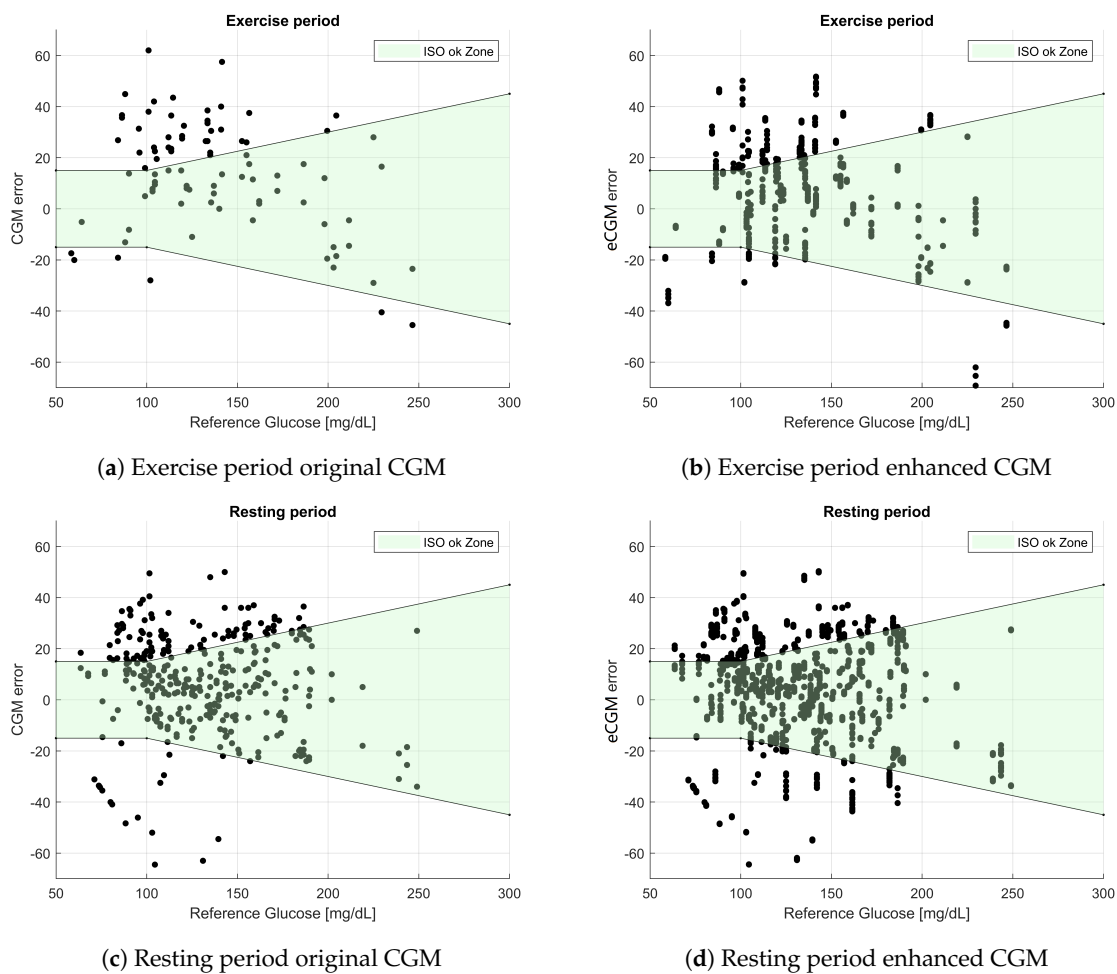 Exercise period
ISO ok Zone
60
40
20
0
-20
-40
-60
CGM error
50 100 150 200 250 300
Reference Glucose [mg/dL]
(a) Exercise period original CGM
Exercise period
ISO ok Zone
60
40
20
0
-20
-40
-60
eCGM error
50 100 150 200 250 300
Reference Glucose [mg/dL]
(b) Exercise period enhanced CGM
Resting period
ISO ok Zone
60
40
20
0
-20
-40
-60
CGM error
50 100 150 200 250 300
Reference Glucose [mg/dL]
(c) Resting period original CGM
Resting period
ISO ok Zone
60
40
20
0
-20
-40
-60
eCGM error
50 100 150 200 250 300
Reference Glucose [mg/dL]
(d) Resting period enhanced CGM